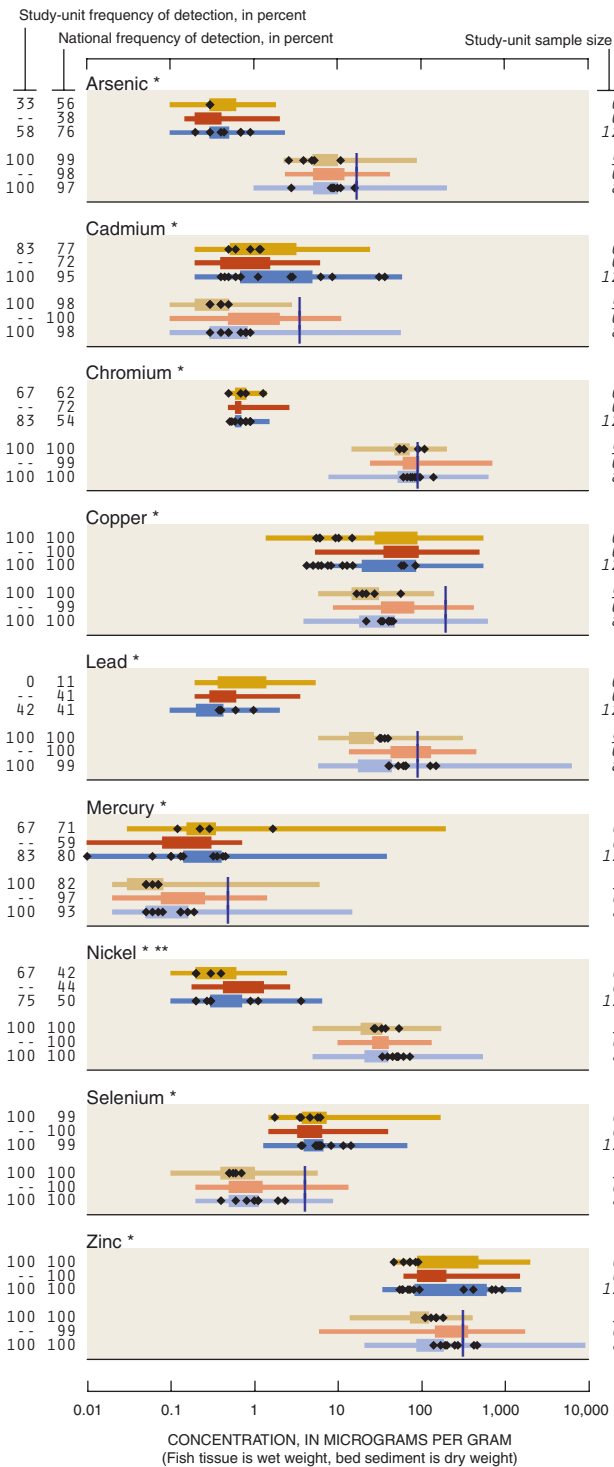 Study-unit frequency of detection, in percent
National frequency of detection, in percent
Study-unit sample size
Arsenic *
33 56
-- 38
58 76 12
100 99
-- 98
100 97
Cadmium *
83 77
-- 72
100 95 12
100 98
-- 100
100 98
Chromium *
67 62
-- 72
83 54 12
100 100
-- 99
100 100
Copper *
100 100
-- 100
100 100 12
100 100
-- 99
100 100
Lead *
0 11
-- 41
42 41 12
100 100
-- 100
100 99
Mercury *
67 71
-- 59
83 80
100 82
-- 97
100 93
Nickel * **
67 42
-- 44
75 50
100 100
-- 100
100 100
Selenium *
100 99
-- 100
100 99
100 100
-- 100
100 100
Zinc *
100 100
-- 100
100 100
100 100
-- 99
100 100
0.01 0.1 1 10 100 1,000 10,000
CONCENTRATION, IN MICROGRAMS PER GRAM
(Fish tissue is wet weight, bed sediment is dry weight)